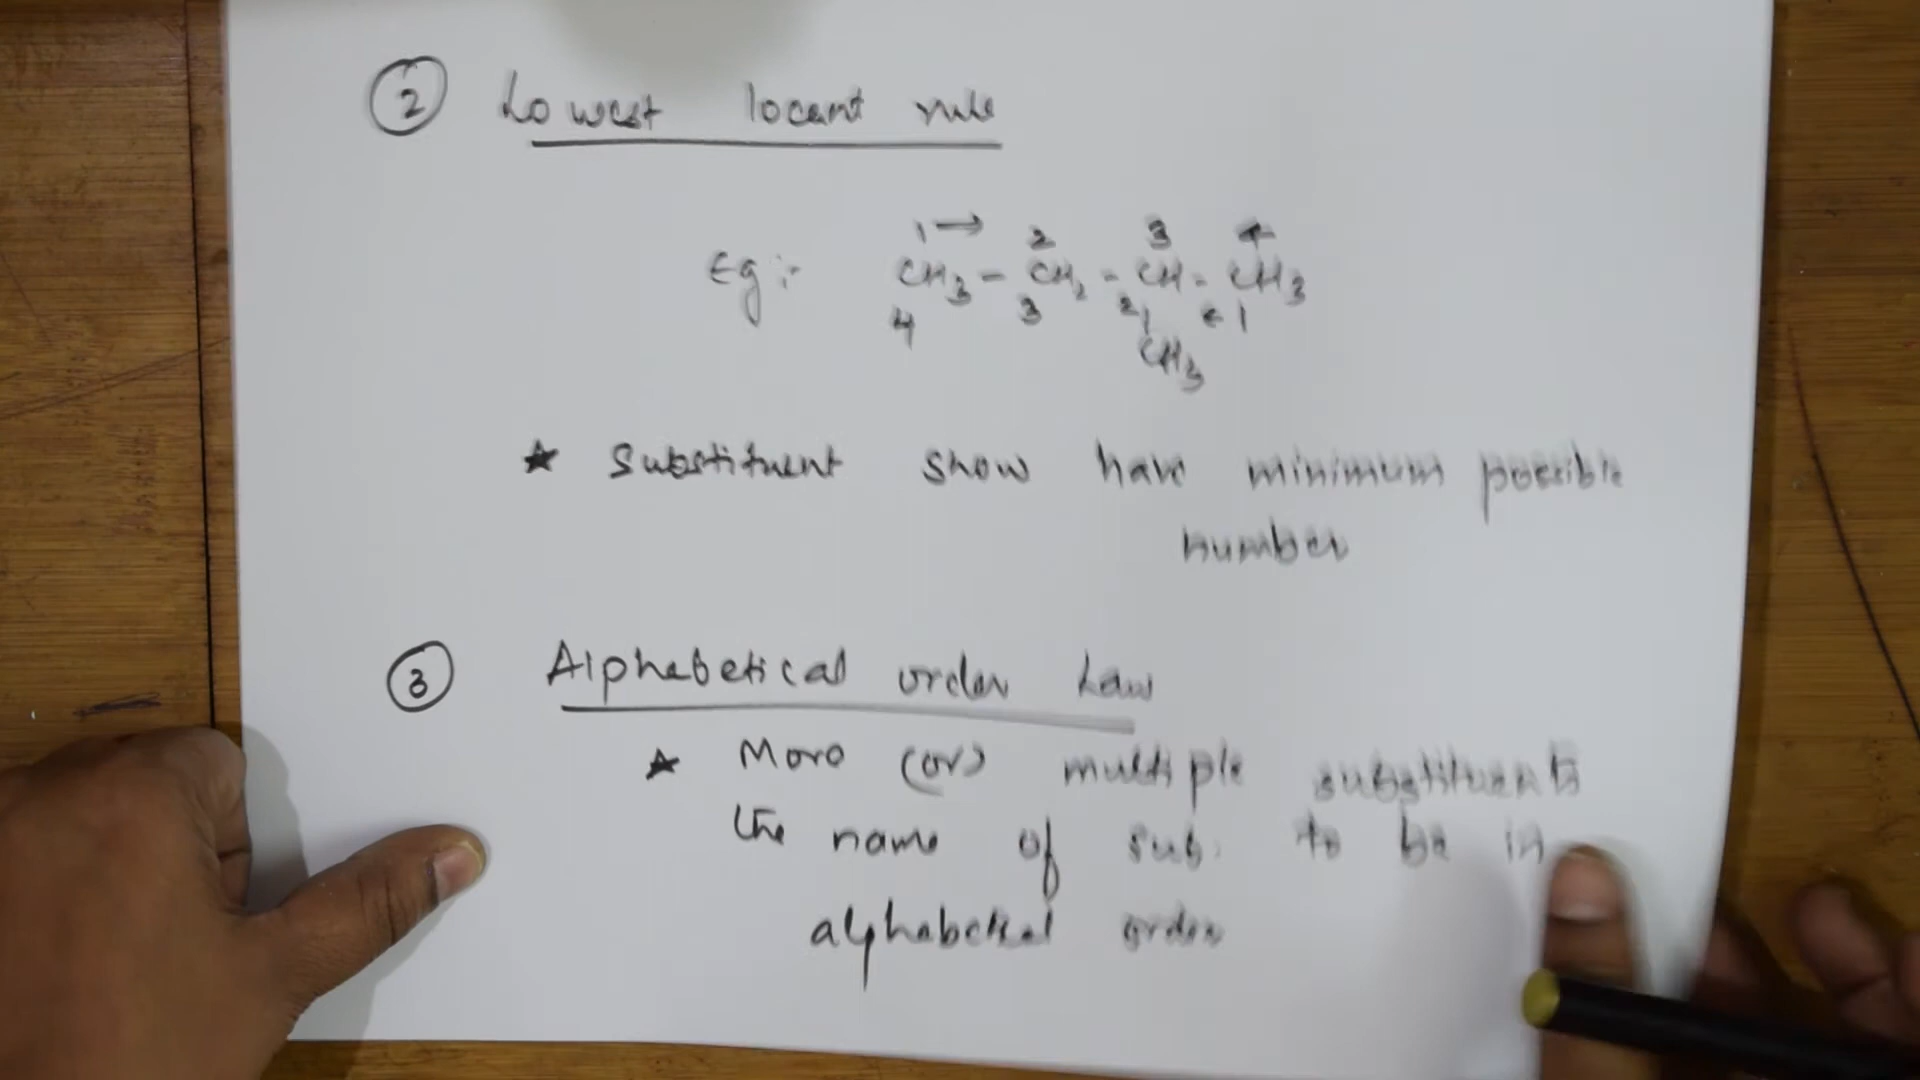 ② Lowest locant rule
1 → 2 3 4
Eg:- CH3 - CH2 - CH - CH3
4 3 2 ← 1
CH3
★ Substituent show have minimum possible
number
③ Alphabetical order Law
★ More (or) multiple substituents
the name of sub. to be in
alphabetical order